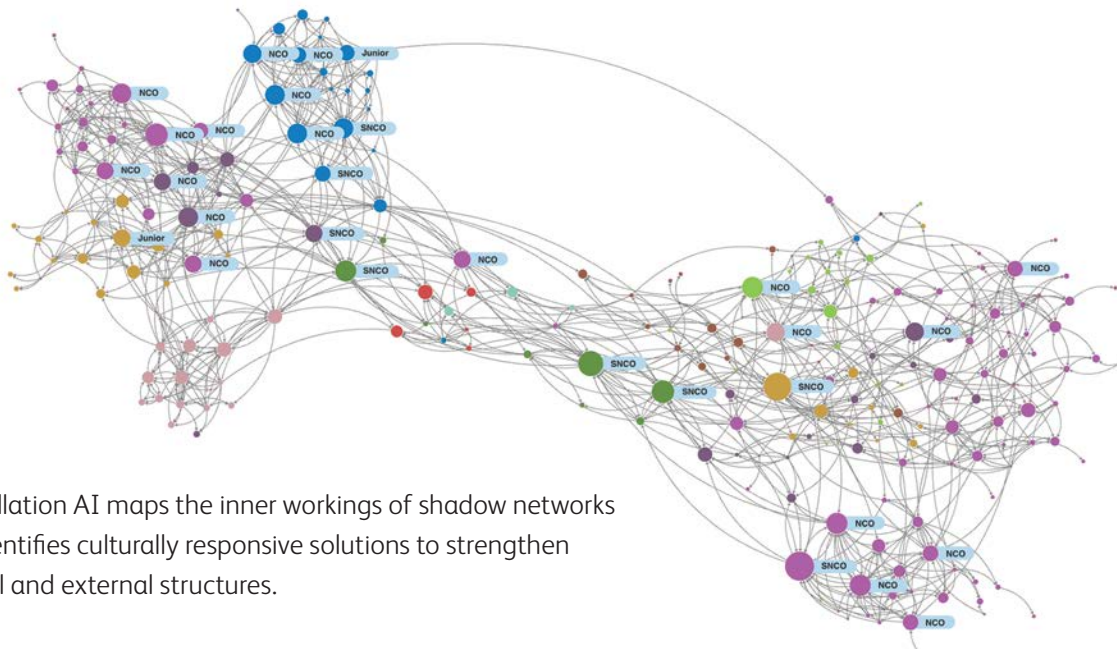 NCO
NCO
Junior
NCO
NCO
NCO
SNCO
NCO
NCO
NCO
NCO
SNCO
NCO
NCO
SNCO
Junior
NCO
NCO
SNCO
NCO
NCO
NCO
NCO
SNCO
SNCO
SNCO
llation AI maps the inner workings of shadow networks
entifies culturally responsive solutions to strengthen
l and external structures.
NCO
NCO
SNCO
NCO
NCO